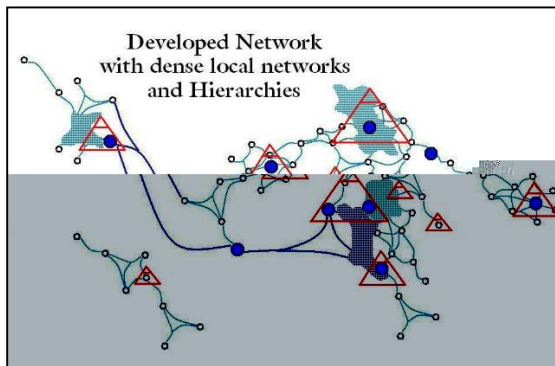 Developed Network
with dense local networks
and Hierarchies